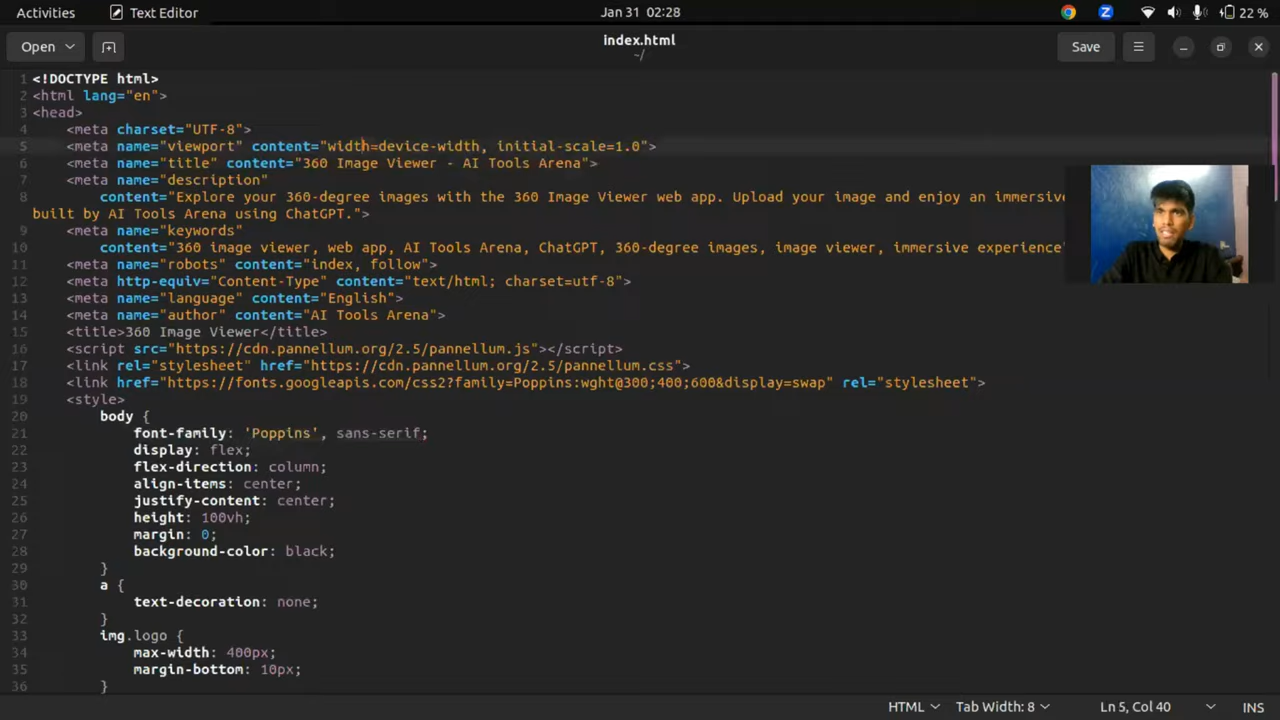 Activities
Text Editor
Jan 31 02:28
22 %
Open
index.html
~/
Save
1 <!DOCTYPE html>
2 <html lang="en">
3 <head>
4 <meta charset="UTF-8">
5 <meta name="viewport" content="width=device-width, initial-scale=1.0">
6 <meta name="title" content="360 Image Viewer - AI Tools Arena">
7 <meta name="description"
8 content="Explore your 360-degree images with the 360 Image Viewer web app. Upload your image and enjoy an immersive
built by AI Tools Arena using ChatGPT.">
9 <meta name="keywords"
10 content="360 image viewer, web app, AI Tools Arena, ChatGPT, 360-degree images, image viewer, immersive experience"
11 <meta name="robots" content="index, follow">
12 <meta http-equiv="Content-Type" content="text/html; charset=utf-8">
13 <meta name="language" content="English">
14 <meta name="author" content="AI Tools Arena">
15 <title>360 Image Viewer</title>
16 <script src="https://cdn.pannellum.org/2.5/pannellum.js"></script>
17 <link rel="stylesheet" href="https://cdn.pannellum.org/2.5/pannellum.css">
18 <link href="https://fonts.googleapis.com/css2?family=Poppins:wght@300;400;600&display=swap" rel="stylesheet">
19 <style>
20 body {
21 font-family: 'Poppins', sans-serif;
22 display: flex;
23 flex-direction: column;
24 align-items: center;
25 justify-content: center;
26 height: 100vh;
27 margin: 0;
28 background-color: black;
29 }
30 a {
31 text-decoration: none;
32 }
33 img.logo {
34 max-width: 400px;
35 margin-bottom: 10px;
36 }
HTML
Tab Width: 8
Ln 5, Col 40
INS